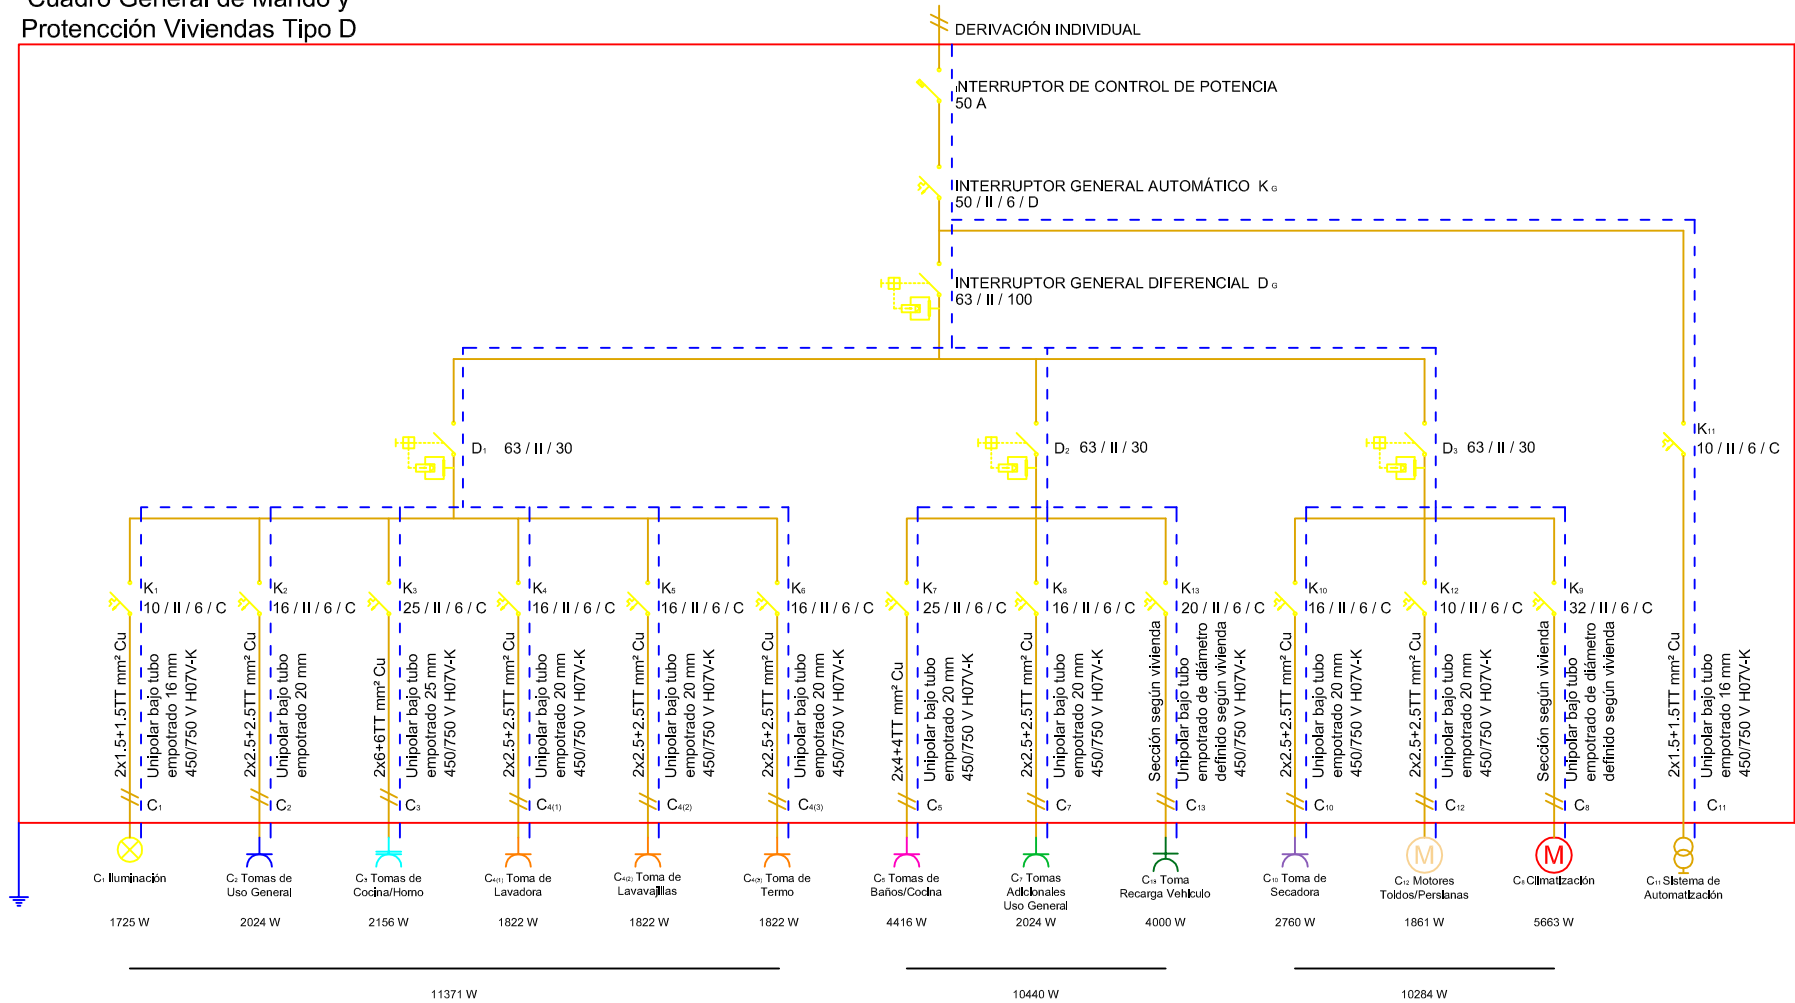 Cuadro General de Mando y
Protencción Viviendas Tipo D
DERIVACIÓN INDIVIDUAL
INTERRUPTOR DE CONTROL DE POTENCIA
50 A
INTERRUPTOR GENERAL AUTOMÁTICO K G
50 / II / 6 / D
INTERRUPTOR GENERAL DIFERENCIAL D G
63 / II / 100
D1 63 / II / 30
D2 63 / II / 30
D3 63 / II / 30
K11
10 / II / 6 / C
K1
10 / II / 6 / C
K2
16 / II / 6 / C
K3
25 / II / 6 / C
K4
16 / II / 6 / C
K5
16 / II / 6 / C
K6
16 / II / 6 / C
K7
25 / II / 6 / C
K8
16 / II / 6 / C
K13
20 / II / 6 / C
K10
16 / II / 6 / C
K12
10 / II / 6 / C
K9
32 / II / 6 / C
2x1.5+1.5TT mm² Cu
Unipolar bajo tubo
empotrado 16 mm
450/750 V H07V-K
2x2.5+2.5TT mm² Cu
Unipolar bajo tubo
empotrado 20 mm
2x6+6TT mm² Cu
Unipolar bajo tubo
empotrado 25 mm
450/750 V H07V-K
2x2.5+2.5TT mm² Cu
Unipolar bajo tubo
empotrado 20 mm
450/750 V H07V-K
2x2.5+2.5TT mm² Cu
Unipolar bajo tubo
empotrado 20 mm
450/750 V H07V-K
2x2.5+2.5TT mm² Cu
Unipolar bajo tubo
empotrado 20 mm
450/750 V H07V-K
2x4+4TT mm² Cu
Unipolar bajo tubo
empotrado 20 mm
450/750 V H07V-K
2x2.5+2.5TT mm² Cu
Unipolar bajo tubo
empotrado 20 mm
450/750 V H07V-K
Sección según vivienda
Unipolar bajo tubo
empotrado de diámetro
definido según vivienda
450/750 V H07V-K
2x2.5+2.5TT mm² Cu
Unipolar bajo tubo
empotrado 20 mm
450/750 V H07V-K
2x2.5+2.5TT mm² Cu
Unipolar bajo tubo
empotrado 20 mm
450/750 V H07V-K
Sección según vivienda
Unipolar bajo tubo
empotrado de diámetro
definido según vivienda
2x1.5+1.5TT mm² Cu
Unipolar bajo tubo
empotrado 16 mm
450/750 V H07V-K
C1
C2
C3
C4(1)
C4(2)
C4(3)
C5
C7
C13
C10
C12
C8
C11
M
M
C1 Iluminación
C2 Tomas de
Uso General
C3 Tomas de
Cocina/Horno
C4(1) Toma de
Lavadora
C4(2) Toma de
Lavavajillas
C4(3) Toma de
Termo
C5 Tomas de
Baños/Cocina
C7 Tomas
Adicionales
Uso General
C13 Toma
Recarga Vehículo
C10 Toma de
Secadora
C12 Motores
Toldos/Persianas
C8 Climatización
C11 Sistema de
Automatización
1725 W
2024 W
2156 W
1822 W
1822 W
1822 W
4416 W
2024 W
4000 W
2760 W
1861 W
5663 W
11371 W
10440 W
10284 W